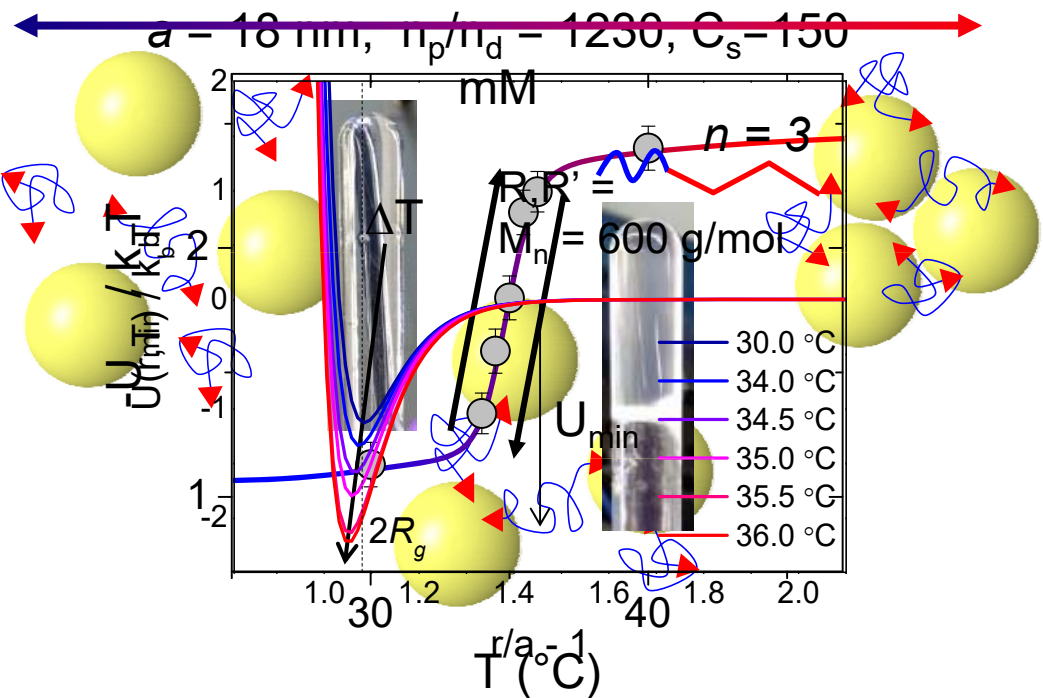 a = 18 nm, n_p/n_d = 1230, C_s=150
mM
n = 3
R, R' =
M_n = 600 g/mol
ΔT
U_min
2R_g
30.0 °C
34.0 °C
34.5 °C
35.0 °C
35.5 °C
36.0 °C
2
1
0
-1
-2
2
1
1.0 1.2 1.4 1.6 1.8 2.0
30 40
r/a - 1
T (°C)